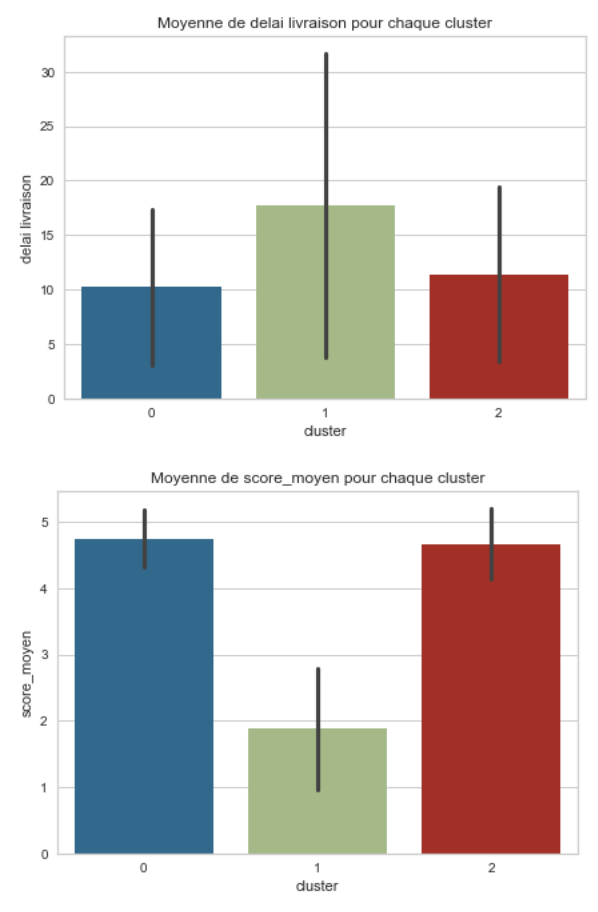 Moyenne de delai livraison pour chaque cluster
30
25
20
15
10
5
0
delai livraison
0 1 2
cluster
Moyenne de score_moyen pour chaque cluster
5
4
3
2
1
0
score_moyen
0 1 2
cluster